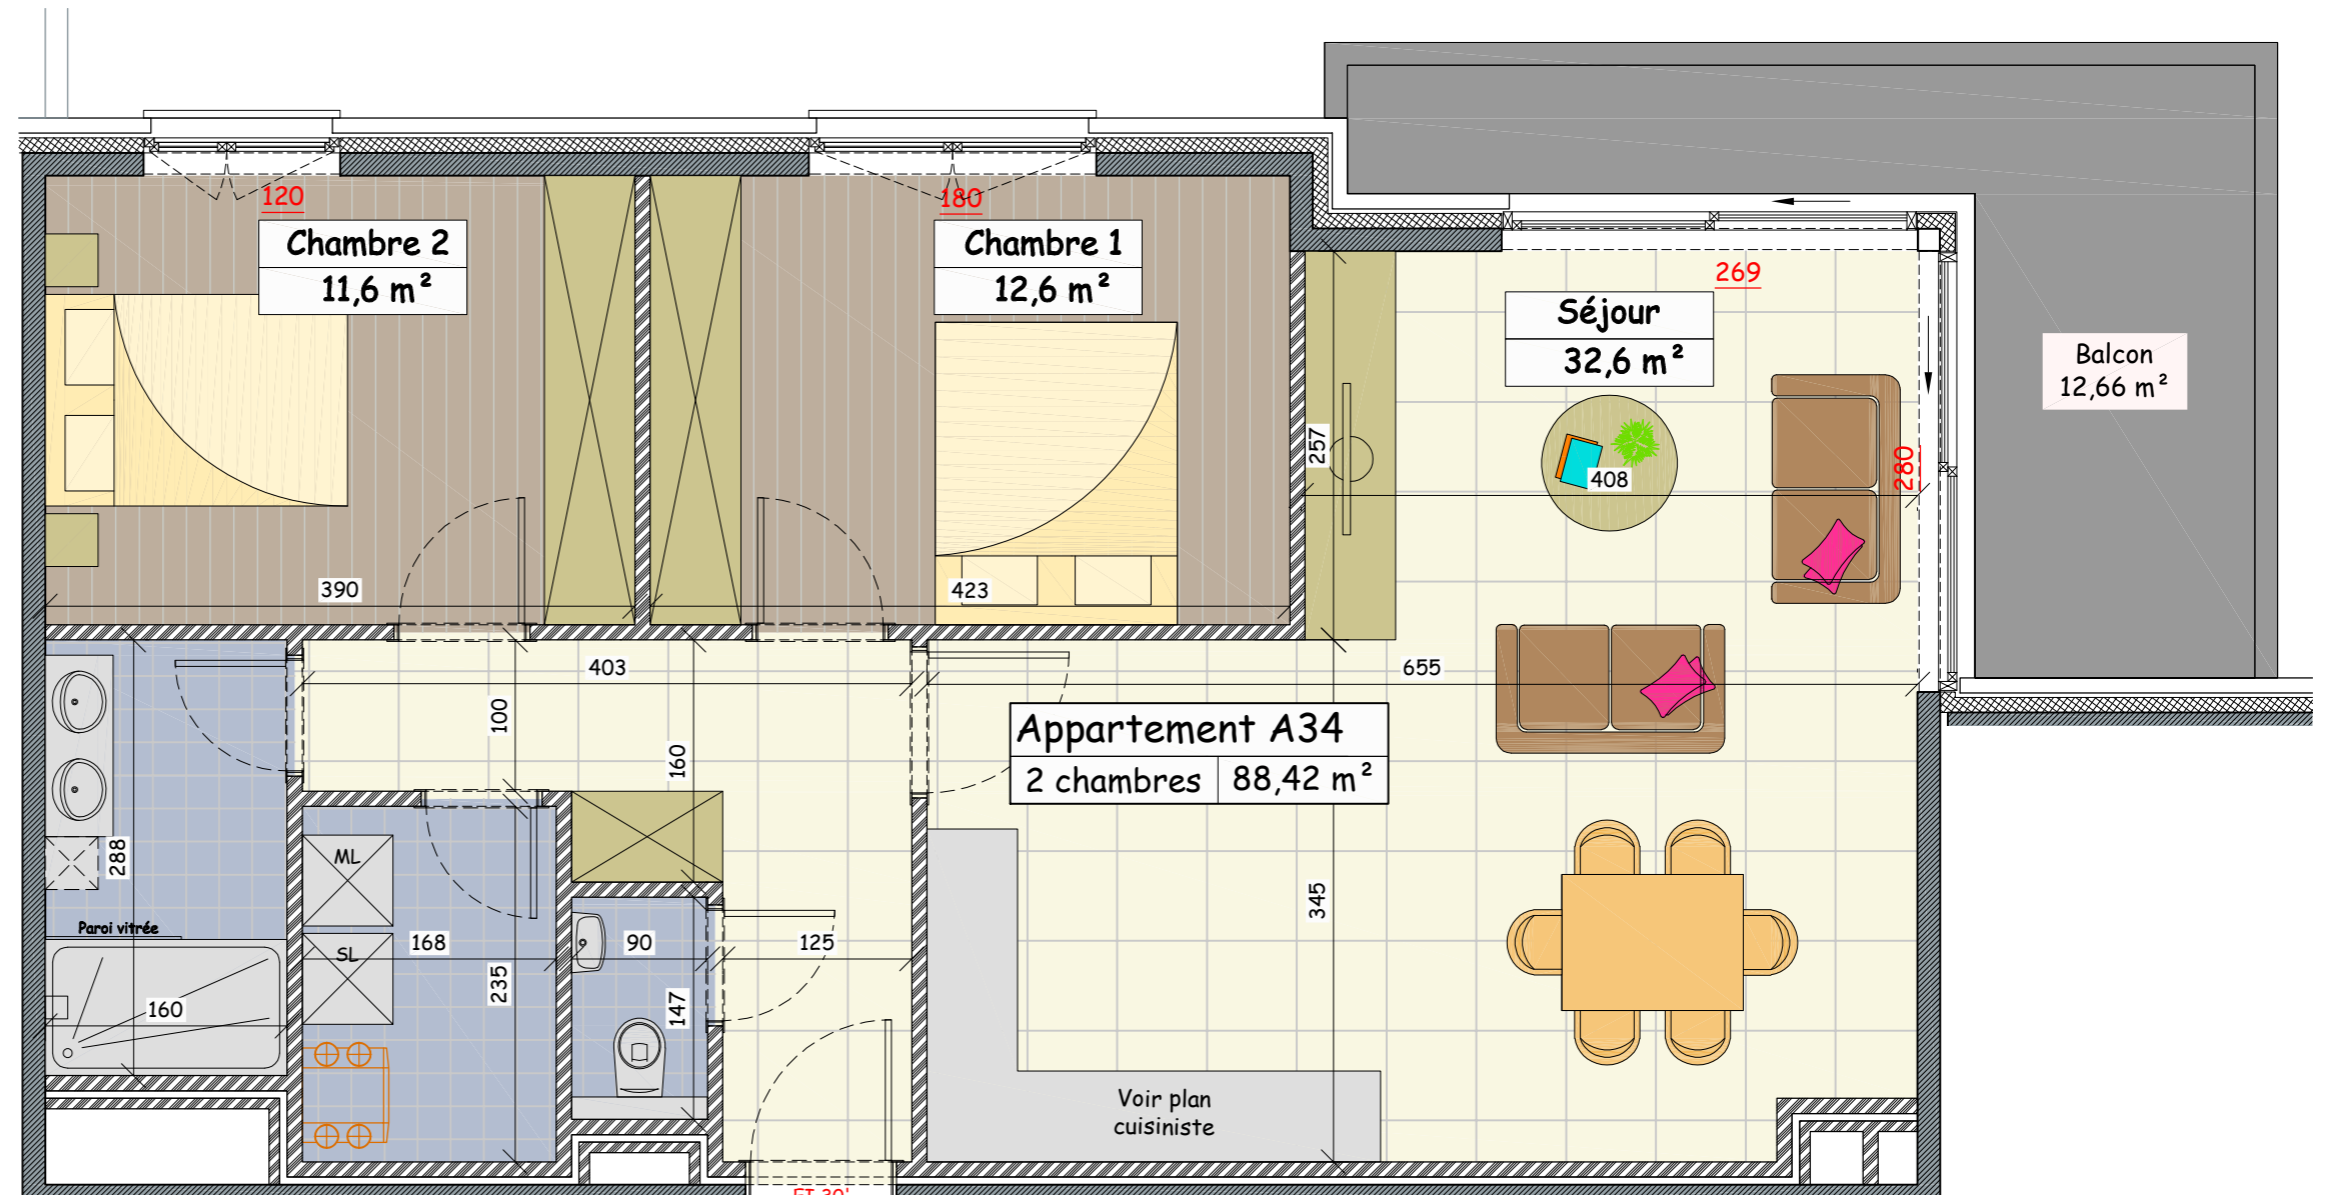 120
180
Chambre 2
11,6 m²
Chambre 1
12,6 m²
269
Séjour
32,6 m²
Balcon
12,66 m²
257
408
280
390
423
403
655
100
160
Appartement A34
2 chambres
88,42 m²
288
ML
345
Paroi vitrée
SL
168
90
125
235
147
160
Voir plan
cuisiniste
EI 30'